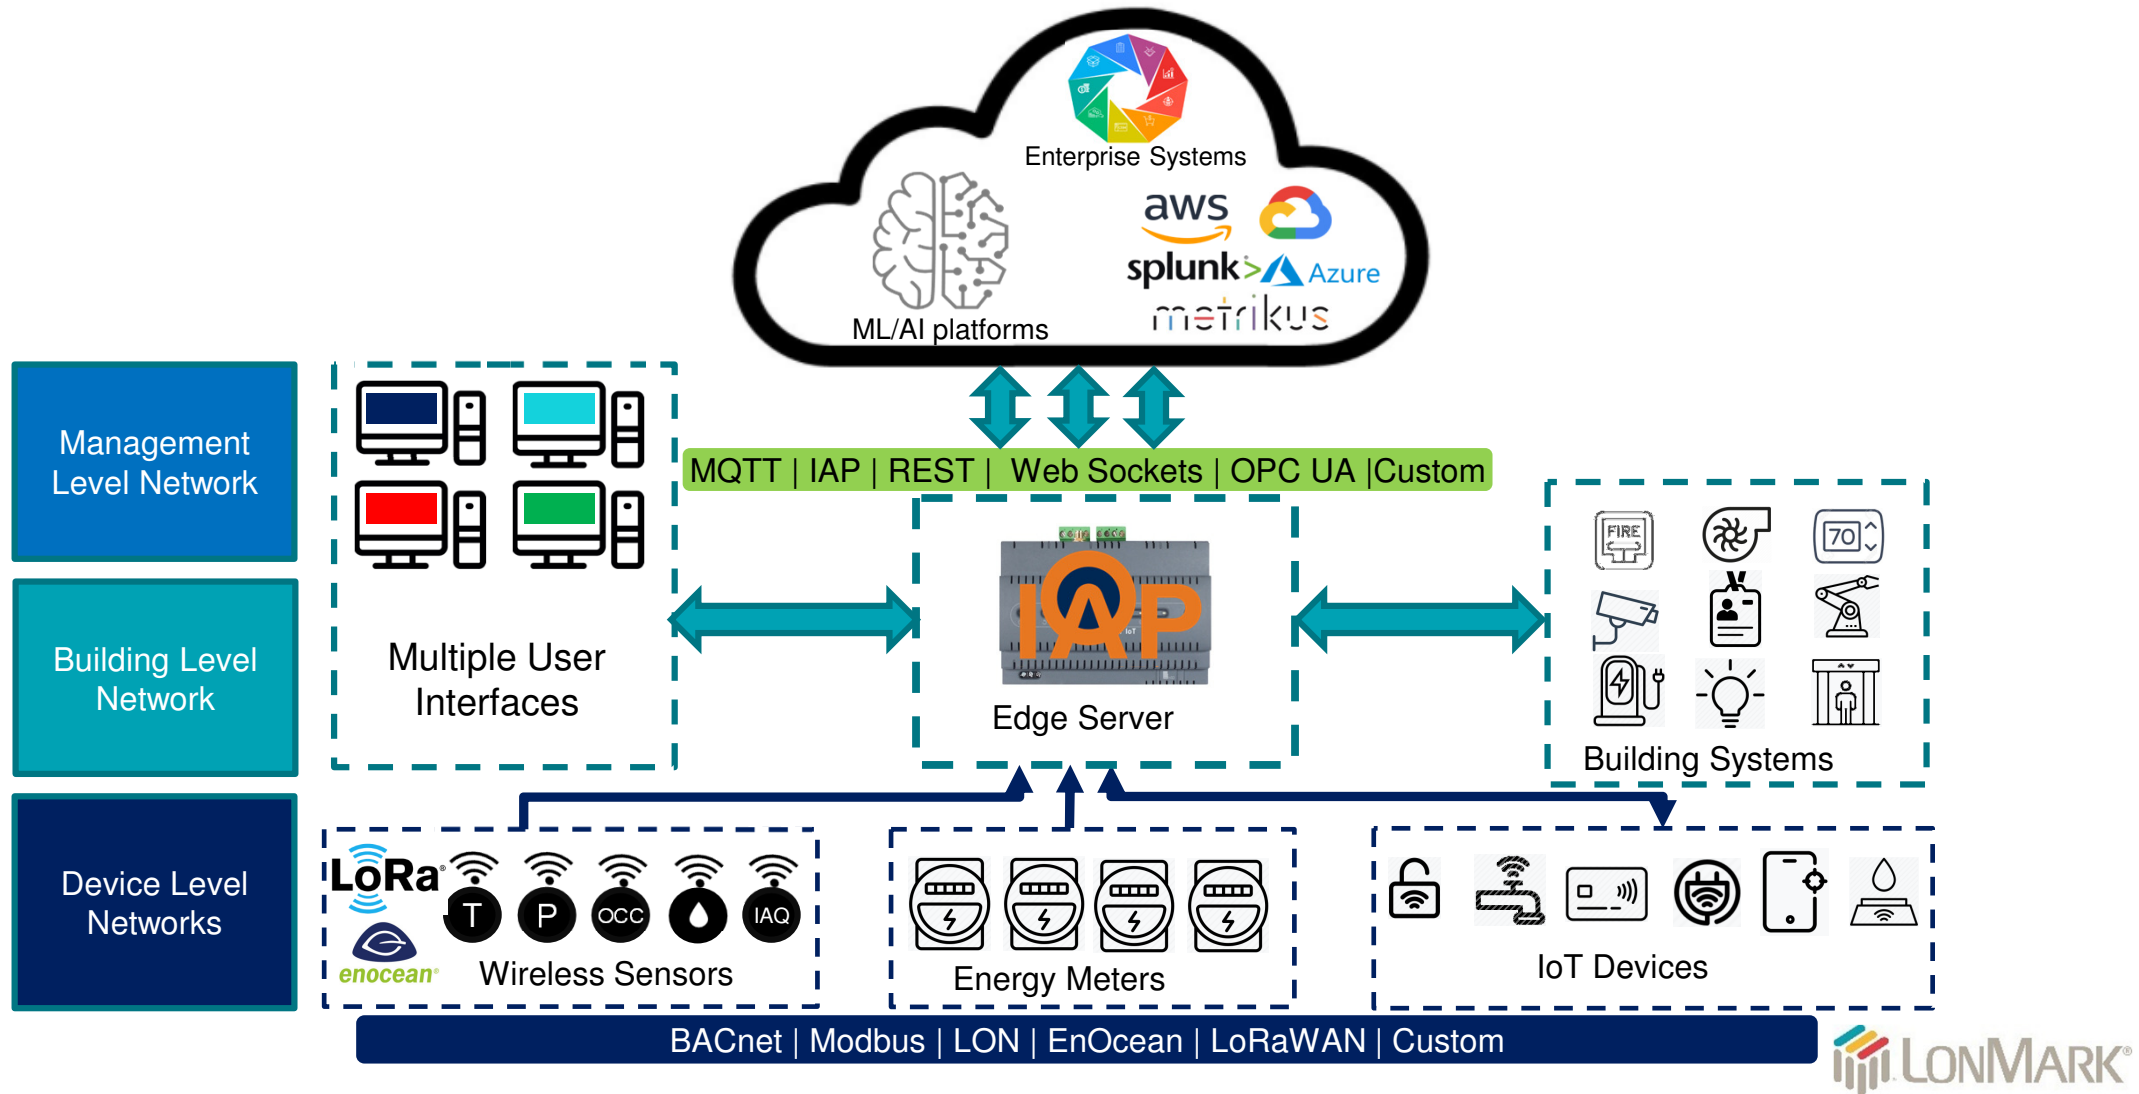 Enterprise Systems
aws
splunk>
Azure
metrikus
ML/AI platforms
Management
Level Network
MQTT | IAP | REST | Web Sockets | OPC UA |Custom
FIRE
70
IAP
IoT
Building Level
Network
Multiple User
Interfaces
Edge Server
Building Systems
Device Level
Networks
LoRa®
T
P
OCC
IAQ
enocean®
Wireless Sensors
Energy Meters
IoT Devices
BACnet | Modbus | LON | EnOcean | LoRaWAN | Custom
LONMARK®